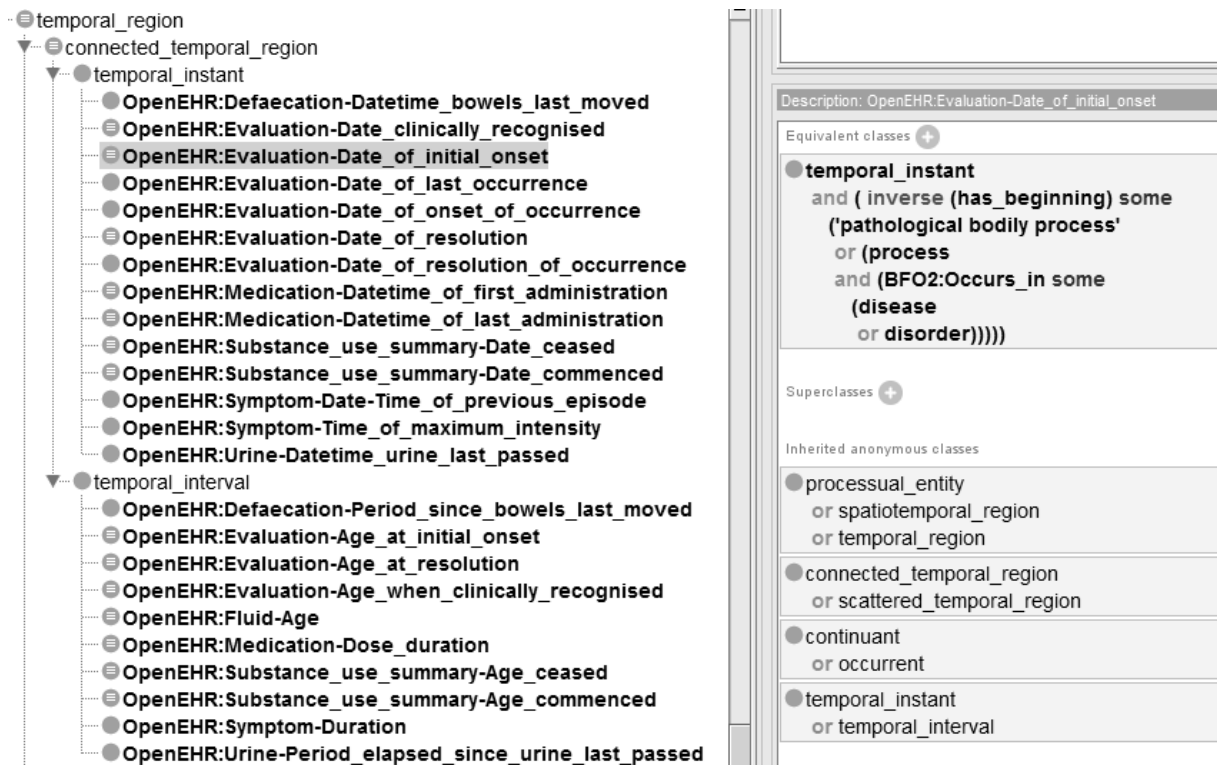 temporal_region
connected_temporal_region
temporal_instant
OpenEHR:Defaecation-Datetime_bowels_last_moved
OpenEHR:Evaluation-Date_clinically_recognised
OpenEHR:Evaluation-Date_of_initial_onset
OpenEHR:Evaluation-Date_of_last_occurrence
OpenEHR:Evaluation-Date_of_onset_of_occurrence
OpenEHR:Evaluation-Date_of_resolution
OpenEHR:Evaluation-Date_of_resolution_of_occurrence
OpenEHR:Medication-Datetime_of_first_administration
OpenEHR:Medication-Datetime_of_last_administration
OpenEHR:Substance_use_summary-Date_ceased
OpenEHR:Substance_use_summary-Date_commenced
OpenEHR:Symptom-Date-Time_of_previous_episode
OpenEHR:Symptom-Time_of_maximum_intensity
OpenEHR:Urine-Datetime_urine_last_passed
temporal_interval
OpenEHR:Defaecation-Period_since_bowels_last_moved
OpenEHR:Evaluation-Age_at_initial_onset
OpenEHR:Evaluation-Age_at_resolution
OpenEHR:Evaluation-Age_when_clinically_recognised
OpenEHR:Fluid-Age
OpenEHR:Medication-Dose_duration
OpenEHR:Substance_use_summary-Age_ceased
OpenEHR:Substance_use_summary-Age_commenced
OpenEHR:Symptom-Duration
OpenEHR:Urine-Period_elapsed_since_urine_last_passed
Description: OpenEHR:Evaluation-Date_of_initial_onset
Equivalent classes
temporal_instant
and ( inverse (has_beginning) some
('pathological bodily process'
or (process
and (BFO2:Occurs_in some
(disease
or disorder)))))
Superclasses
Inherited anonymous classes
processual_entity
or spatiotemporal_region
or temporal_region
connected_temporal_region
or scattered_temporal_region
continuant
or occurrent
temporal_instant
or temporal_interval